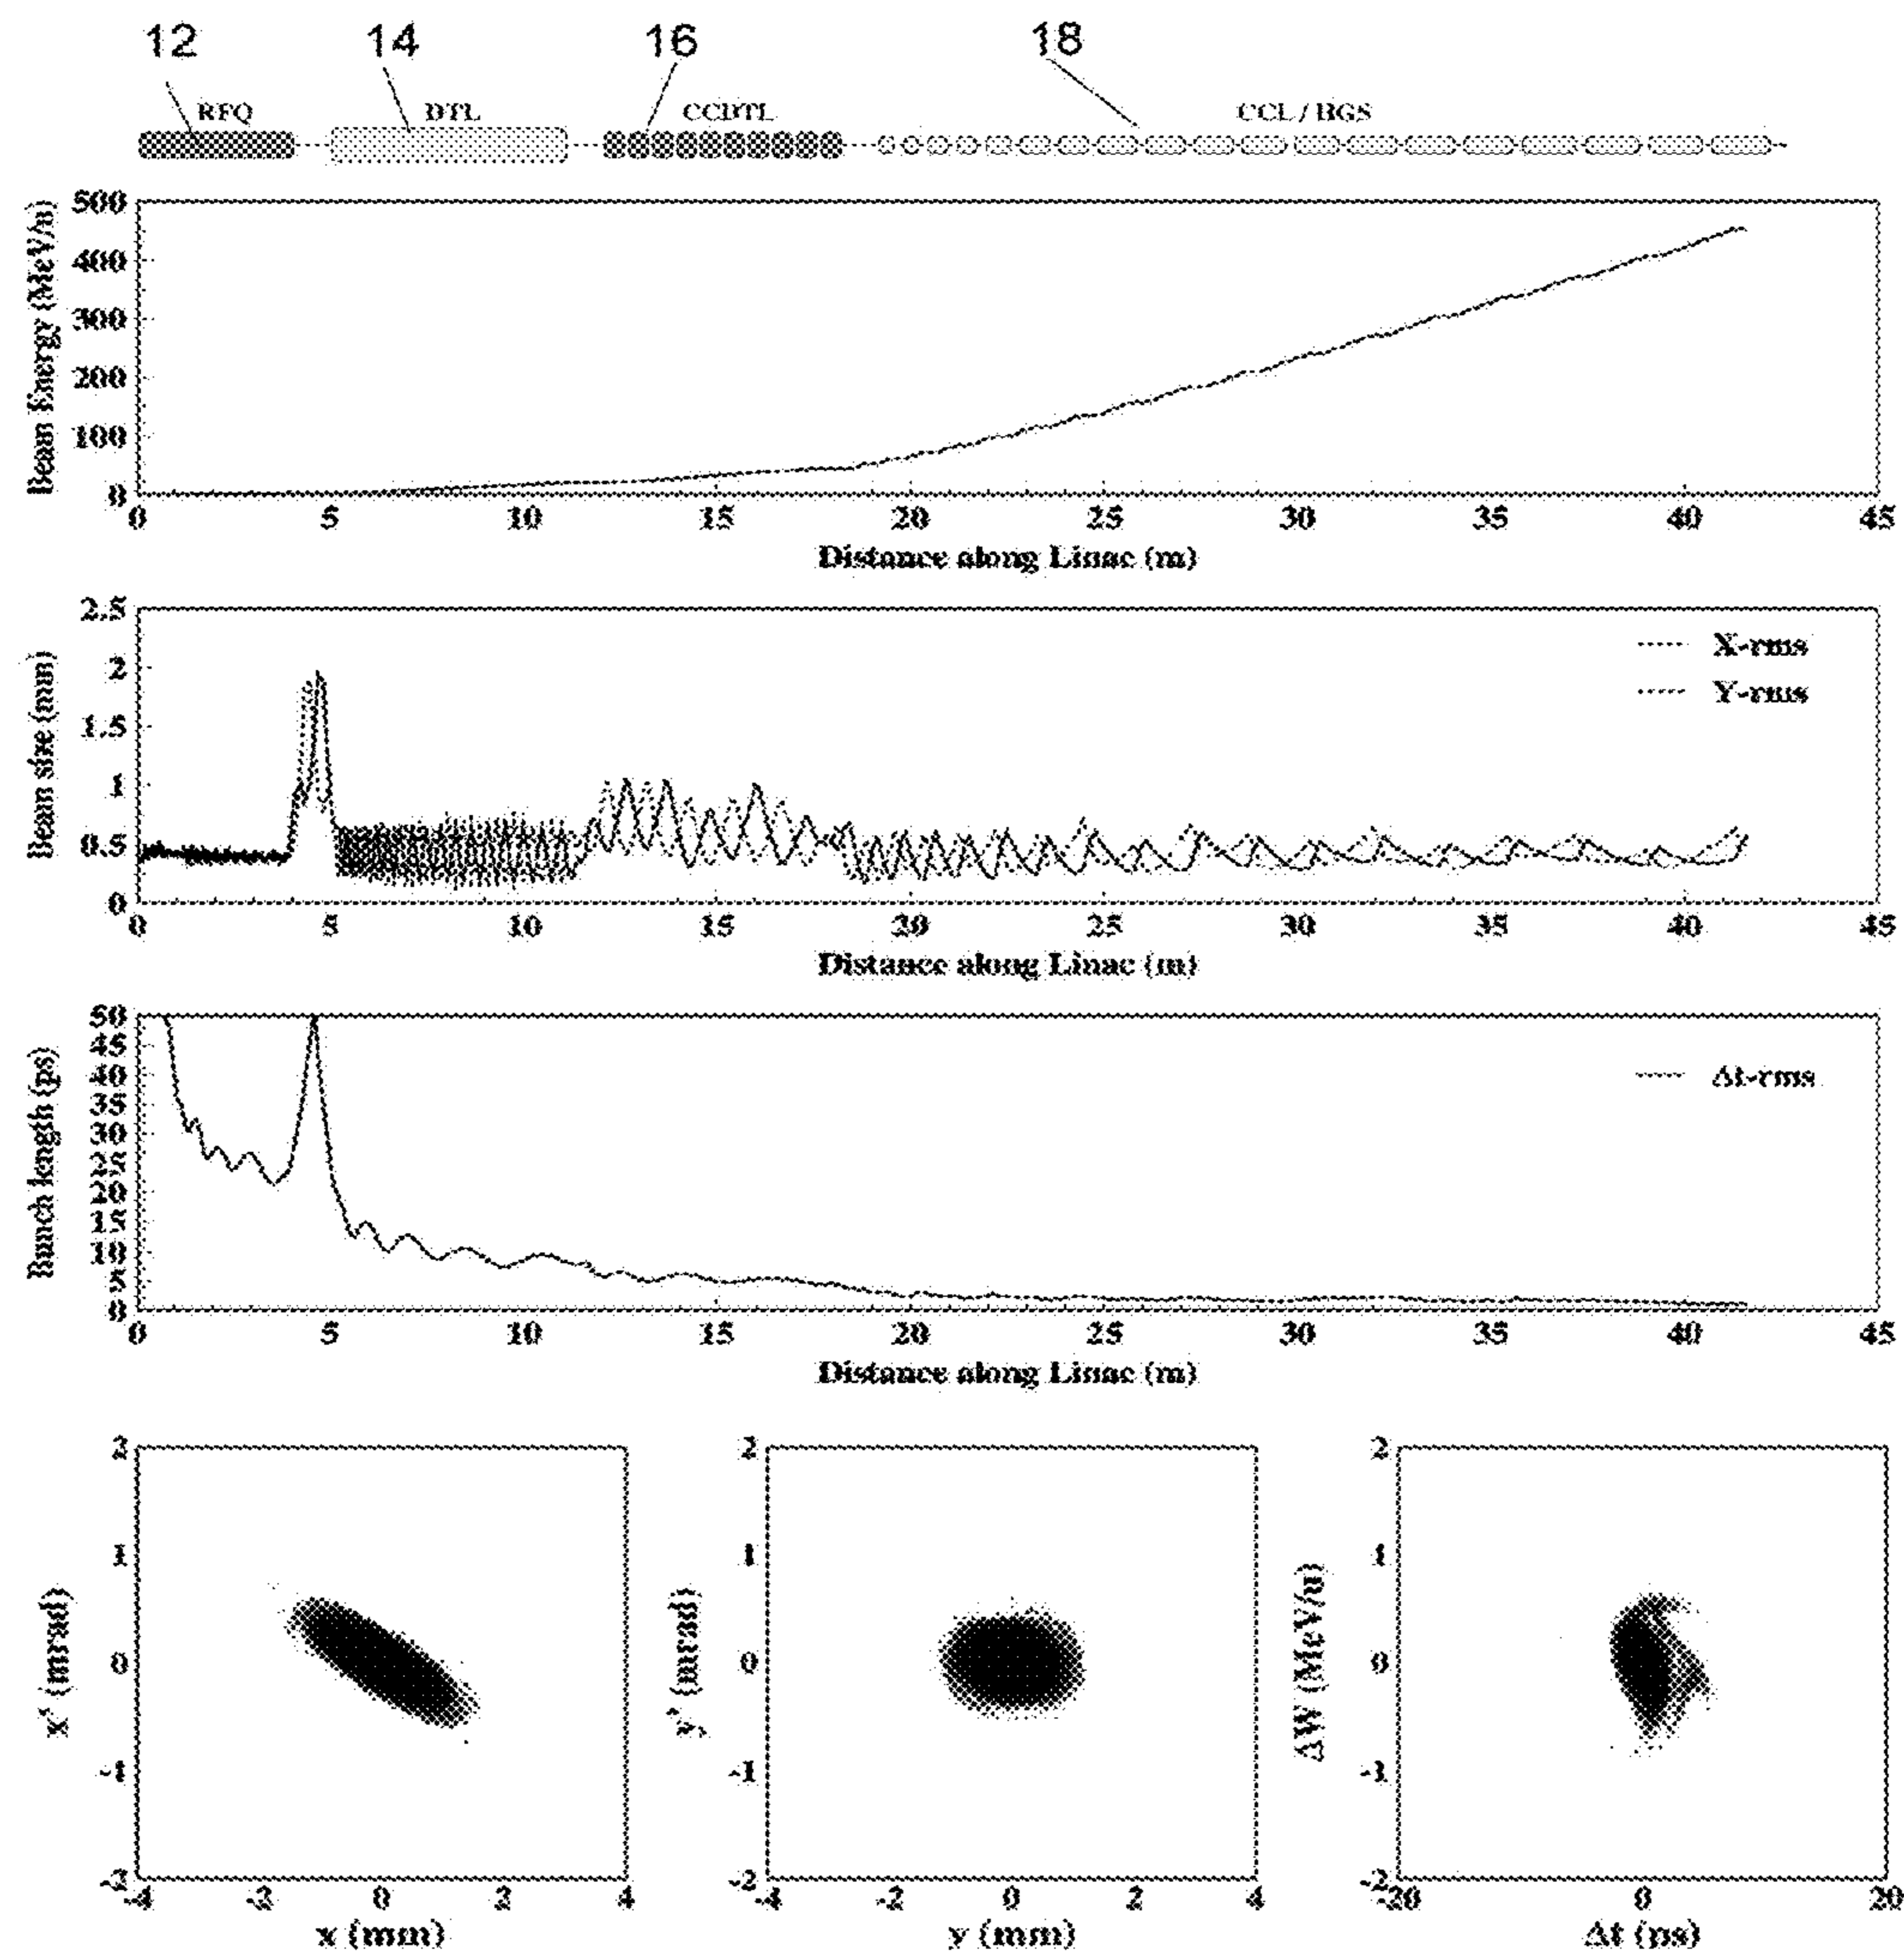 12 14 16 18
RFQ DTL CCDTL CCL / HGS
Beam Energy (MeV/u)
500
400
300
200
100
0
0 5 10 15 20 25 30 35 40 45
Distance along Linac (m)
Beam size (mm)
2.5
2
1.5
1
0.5
0
X-rms
Y-rms
0 5 10 15 20 25 30 35 40 45
Distance along Linac (m)
Bunch length (ps)
50
45
40
35
30
25
20
15
10
5
0
Δt-rms
0 5 10 15 20 25 30 35 40 45
Distance along Linac (m)
x' (mrad)
2
1
0
-1
-2
-4 -2 0 2 4
x (mm)
y' (mrad)
2
1
0
-1
-2
-4 -2 0 2 4
y (mm)
ΔW (MeV/u)
2
1
0
-1
-2
-20 0 20
Δt (ps)